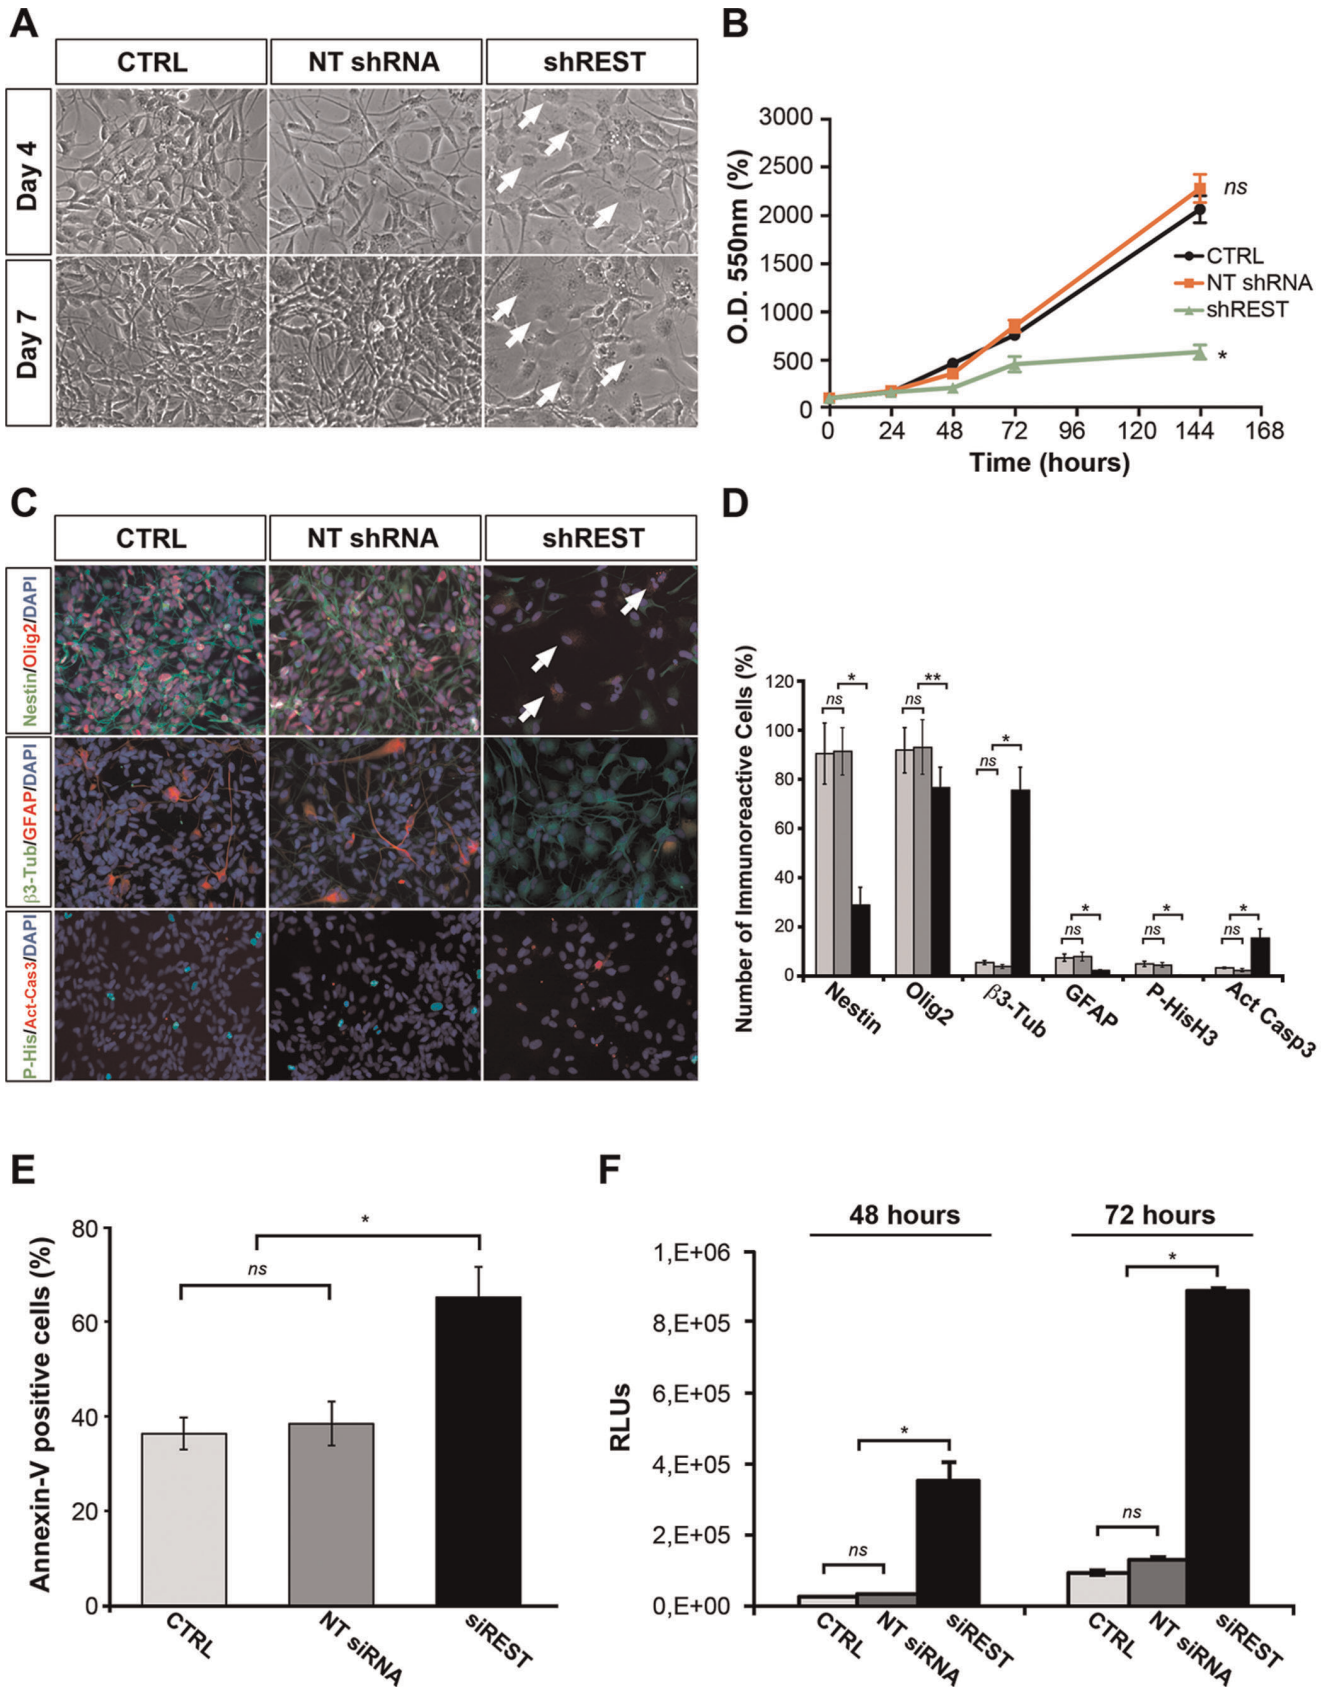 A
CTRL
NT shRNA
shREST
Day 4
Day 7
B
O.D. 550nm (%)
3000
2500
2000
1500
1000
500
0
0 24 48 72 96 120 144 168
Time (hours)
ns
*
CTRL
NT shRNA
shREST
C
CTRL
NT shRNA
shREST
Nestin/Olig2/DAPI
β3-Tub/GFAP/DAPI
P-His/Act-Cas3/DAPI
D
Number of Immunoreactive Cells (%)
120
100
80
60
40
20
0
ns *
ns **
ns *
ns *
ns *
ns *
Nestin
Olig2
β3-Tub
GFAP
P-HisH3
Act Casp3
E
Annexin-V positive cells (%)
80
60
40
20
0
ns
*
CTRL
NT siRNA
siREST
F
48 hours
72 hours
RLUs
1,E+06
8,E+05
6,E+05
4,E+05
2,E+05
0,E+00
ns
*
ns
*
CTRL
NT siRNA
siREST
CTRL
NT siRNA
siREST